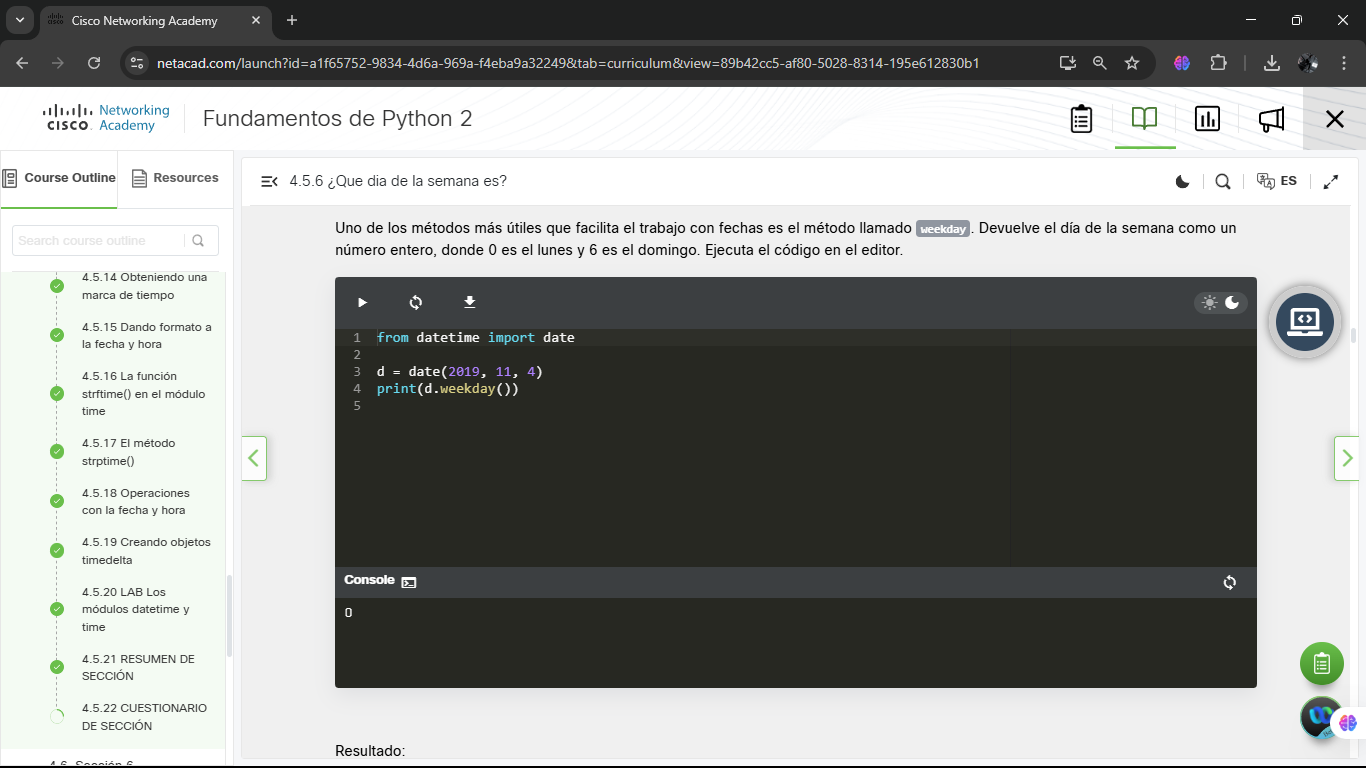 Cisco Networking Academy
netacad.com/launch?id=a1f65752-9834-4d6a-969a-f4eba9a32249&tab=curriculum&view=89b42cc5-af80-5028-8314-195e612830b1
CISCO
Networking
Academy
Fundamentos de Python 2
Course Outline
Resources
4.5.6 ¿Que dia de la semana es?
ES
Search course outline
4.5.14 Obteniendo una
marca de tiempo
4.5.15 Dando formato a
la fecha y hora
4.5.16 La función
strftime() en el módulo
time
4.5.17 El método
strptime()
4.5.18 Operaciones
con la fecha y hora
4.5.19 Creando objetos
timedelta
4.5.20 LAB Los
módulos datetime y
time
4.5.21 RESUMEN DE
SECCIÓN
4.5.22 CUESTIONARIO
DE SECCIÓN
4.6 Sección 6
Uno de los métodos más útiles que facilita el trabajo con fechas es el método llamado weekday. Devuelve el día de la semana como un
número entero, donde 0 es el lunes y 6 es el domingo. Ejecuta el código en el editor.
1 from datetime import date
2
3 d = date(2019, 11, 4)
4 print(d.weekday())
5
Console
0
Resultado: